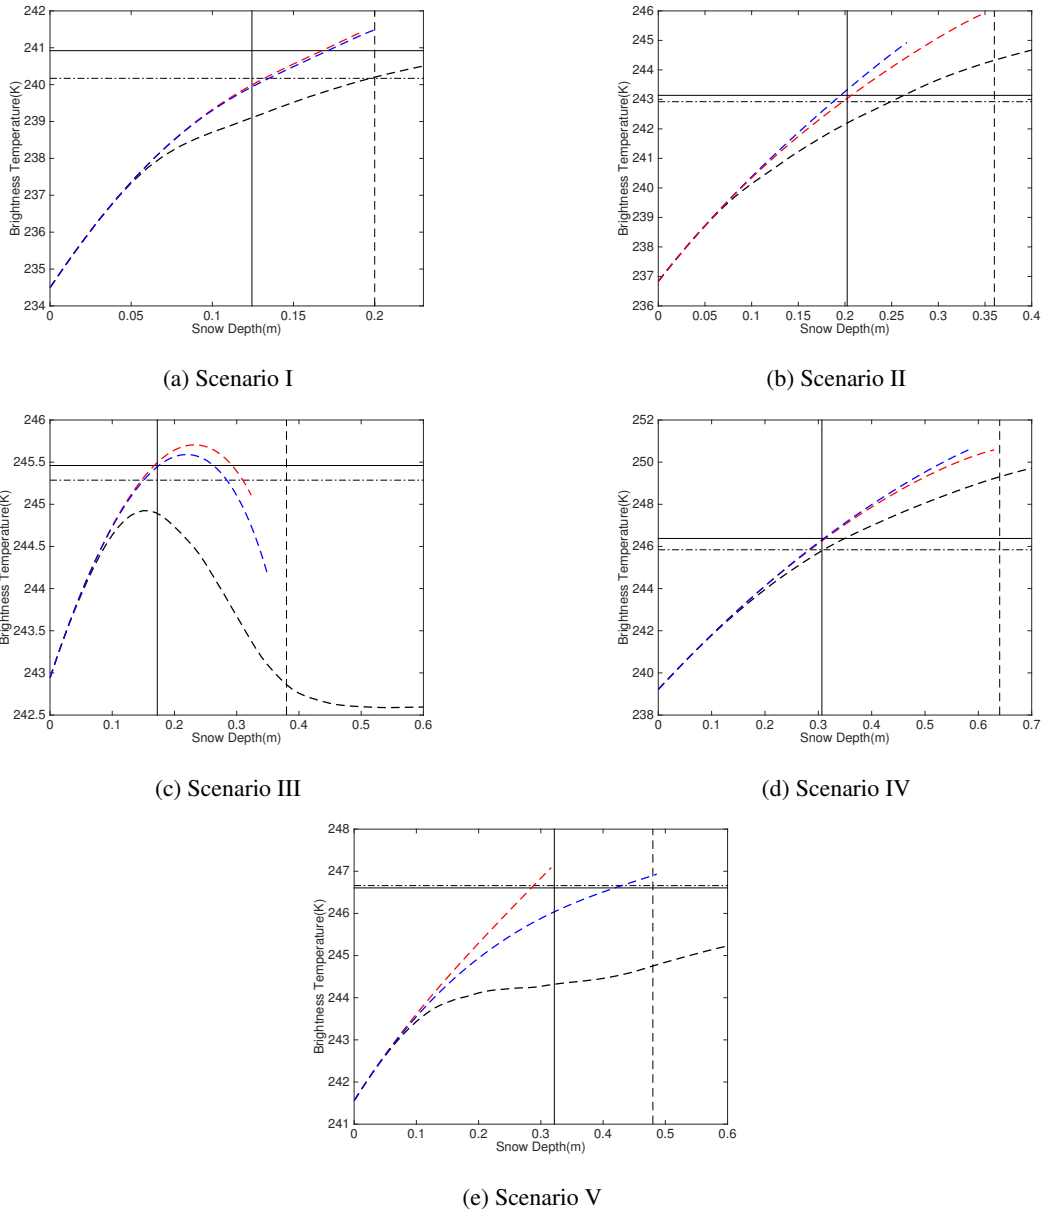 242
241
240
239
238
237
236
235
234
Brightness Temperature(K)
0 0.05 0.1 0.15 0.2
Snow Depth(m)
(a) Scenario I
246
245
244
243
242
241
240
239
238
237
236
Brightness Temperature(K)
0 0.05 0.1 0.15 0.2 0.25 0.3 0.35 0.4
Snow Depth(m)
(b) Scenario II
246
245.5
245
244.5
244
243.5
243
242.5
Brightness Temperature(K)
0 0.1 0.2 0.3 0.4 0.5 0.6
Snow Depth(m)
(c) Scenario III
252
250
248
246
244
242
240
238
Brightness Temperature(K)
0 0.1 0.2 0.3 0.4 0.5 0.6 0.7
Snow Depth(m)
(d) Scenario IV
248
247
246
245
244
243
242
241
Brightness Temperature(K)
0 0.1 0.2 0.3 0.4 0.5 0.6
Snow Depth(m)
(e) Scenario V